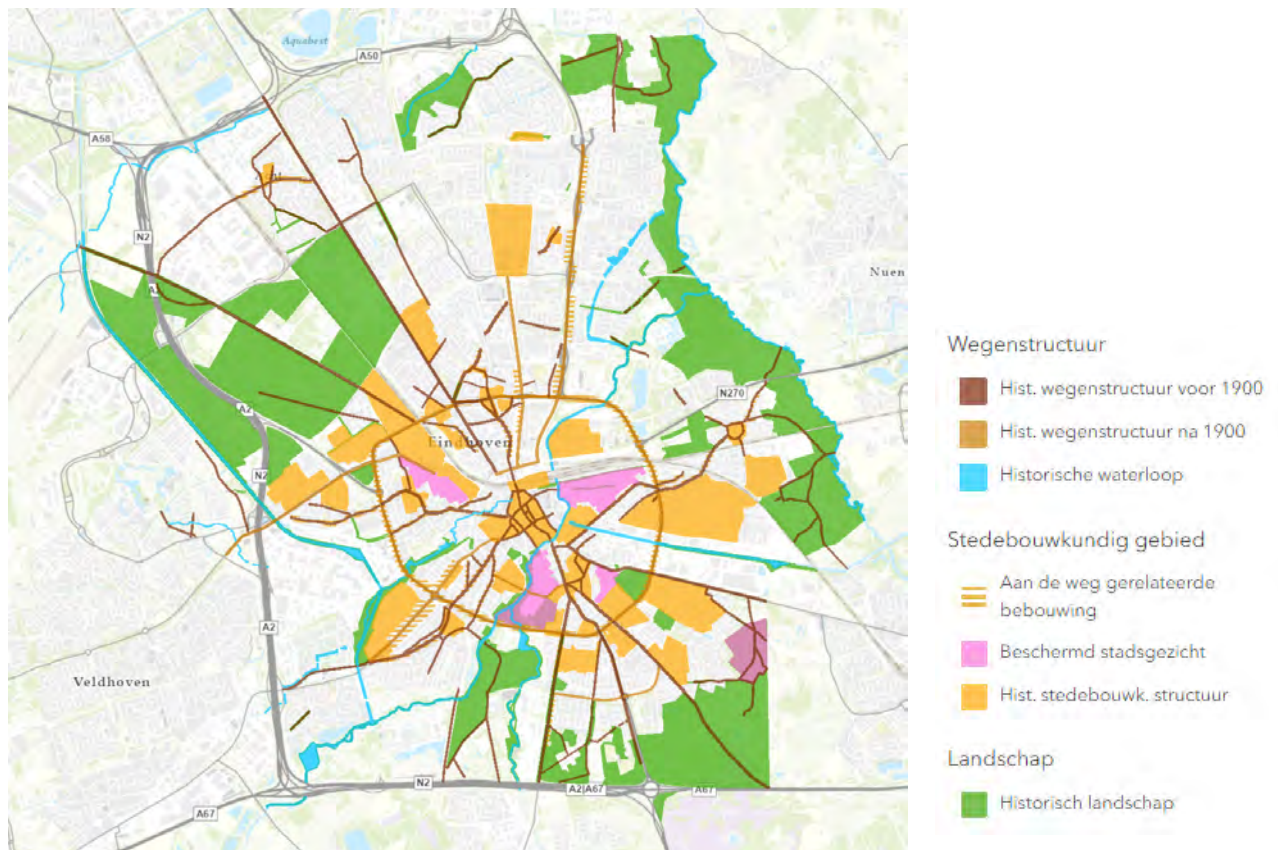 Aquabest
A50
A58
N2
Nuen
N270
A2
Eindhoven
N2
A2
Veldhoven
N2
A2|A67
A67
A67
Wegenstructuur
Hist. wegenstructuur voor 1900
Hist. wegenstructuur na 1900
Historische waterloop
Stedebouwkundig gebied
Aan de weg gerelateerde
bebouwing
Beschermd stadsgezicht
Hist. stedebouwk. structuur
Landschap
Historisch landschap